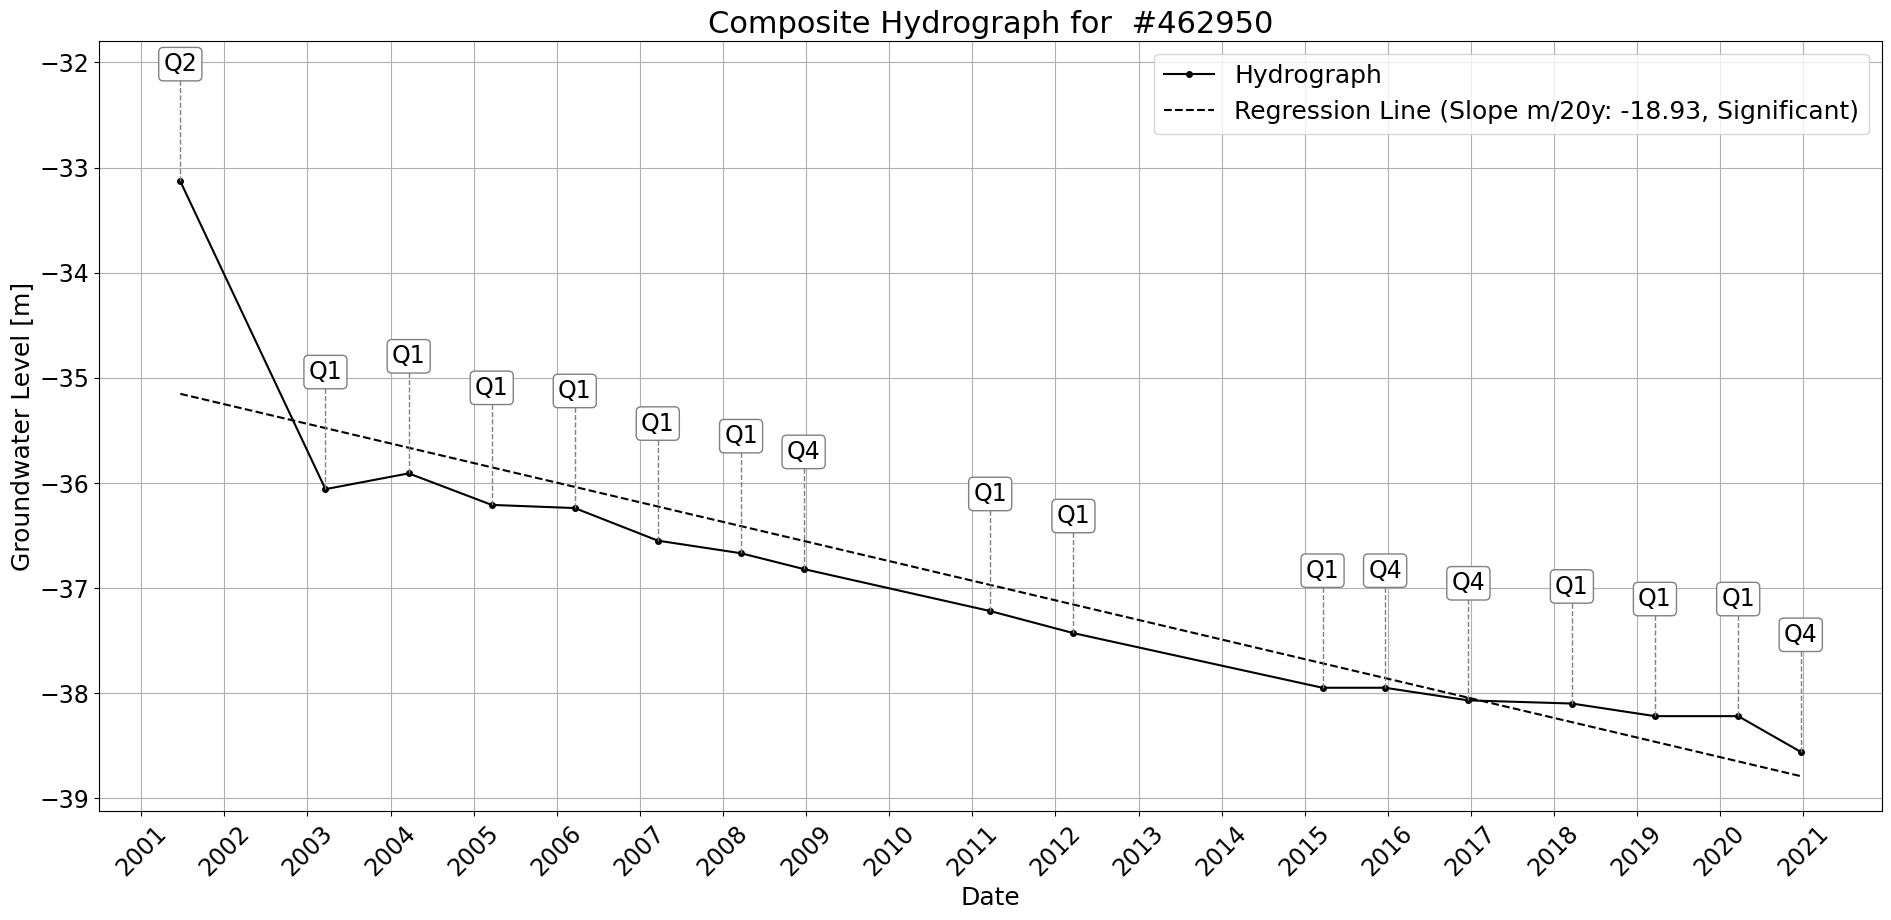 Composite Hydrograph for  #462950
Hydrograph
Regression Line (Slope m/20y: -18.93, Significant)
Groundwater Level [m]
−32
−33
−34
−35
−36
−37
−38
−39
Q2
Q1
Q1
Q1
Q1
Q1
Q1
Q4
Q1
Q1
Q1
Q4
Q4
Q1
Q1
Q1
Q4
2001
2002
2003
2004
2005
2006
2007
2008
2009
2010
2011
2012
2013
2014
2015
2016
2017
2018
2019
2020
2021
Date